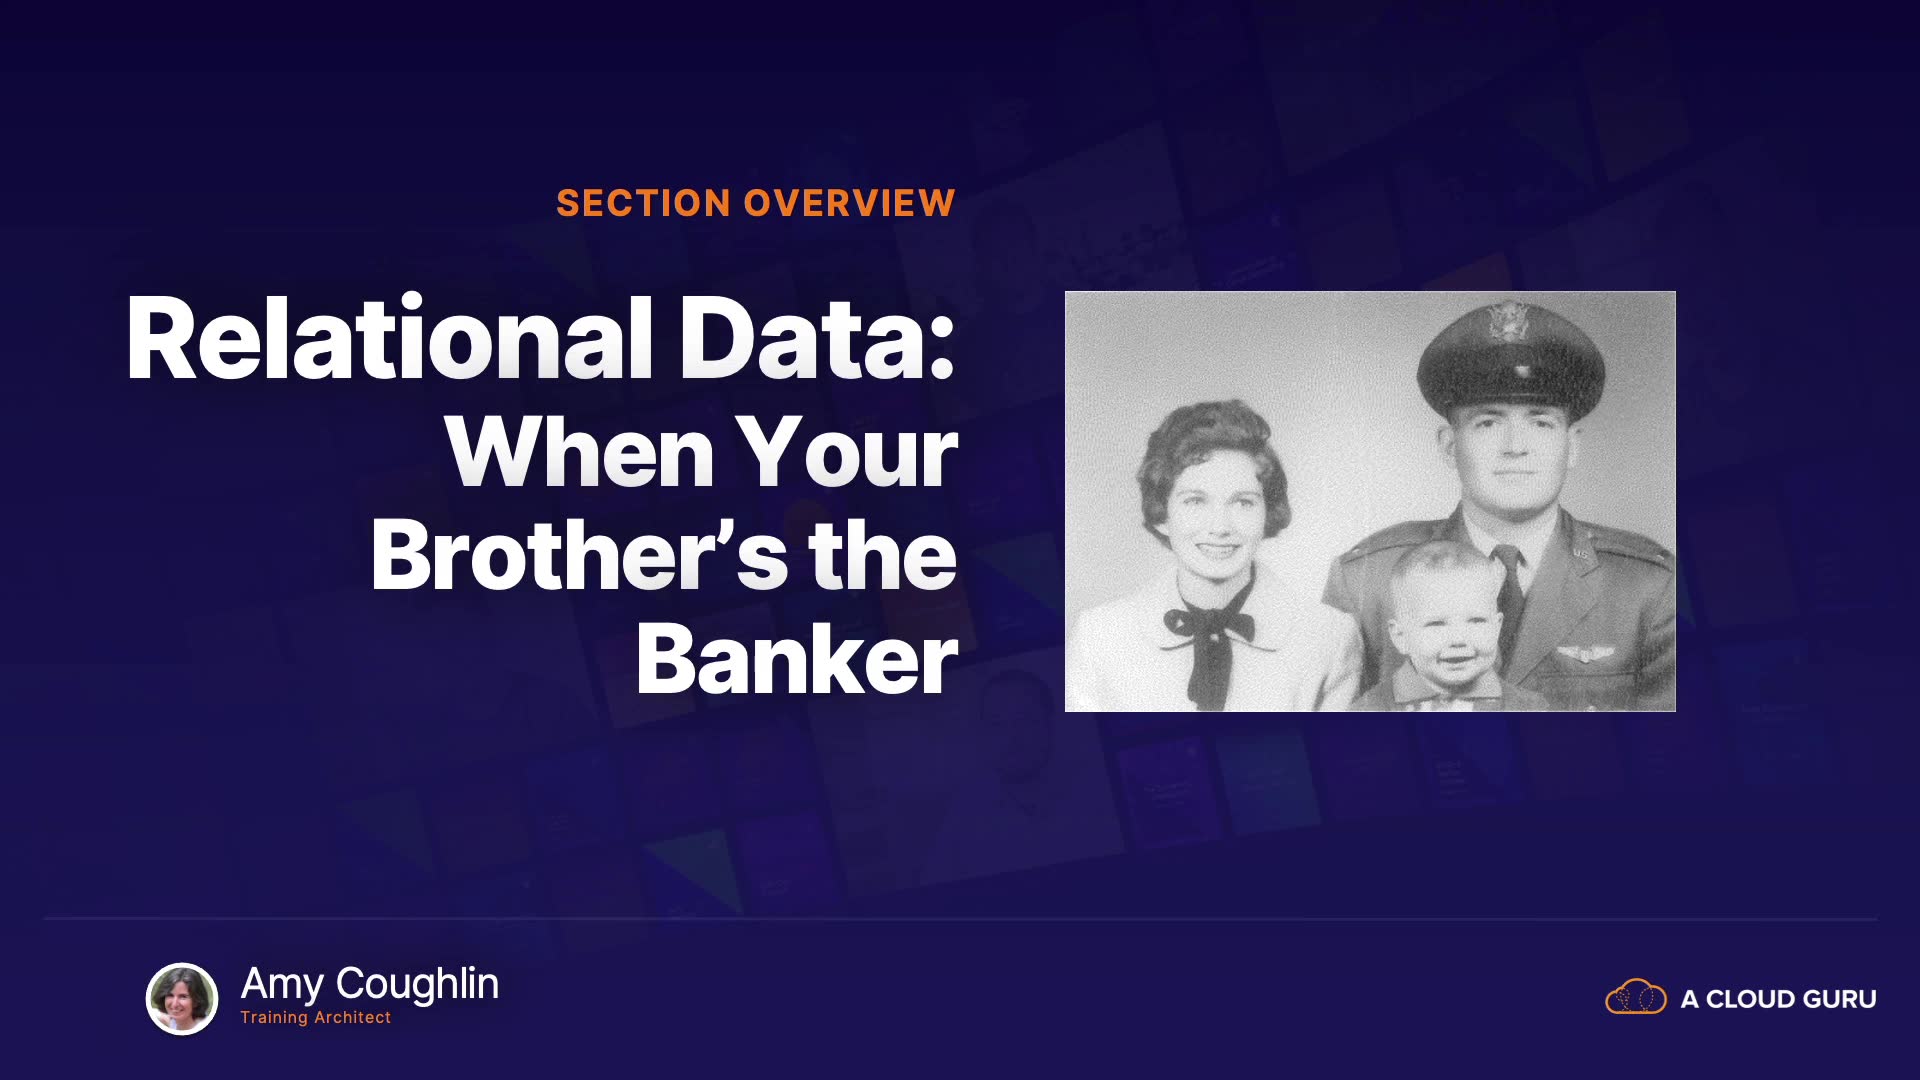 SECTION OVERVIEW
Relational Data:
When Your
Brother’s the
Banker
Amy Coughlin
Training Architect
A CLOUD GURU